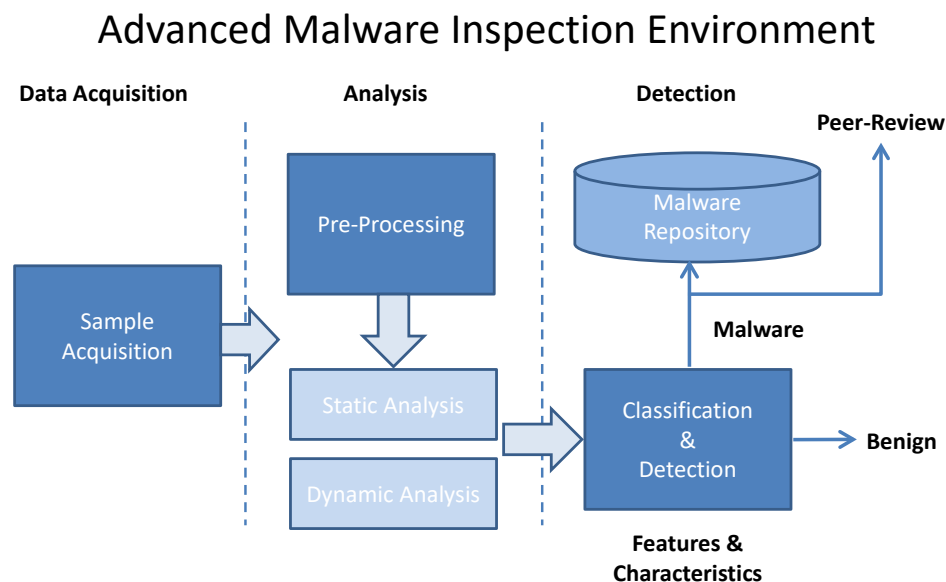 Advanced Malware Inspection Environment
Data Acquisition
Analysis
Detection
Peer-Review
Malware
Repository
Pre-Processing
Sample
Acquisition
Malware
Static Analysis
Classification
&
Detection
Benign
Dynamic Analysis
Features &
Characteristics